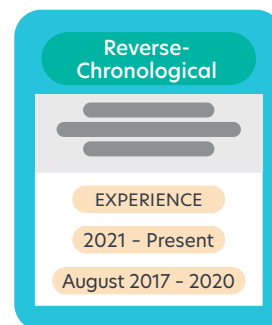 Reverse-
Chronological
EXPERIENCE
2021 – Present
August 2017 – 2020